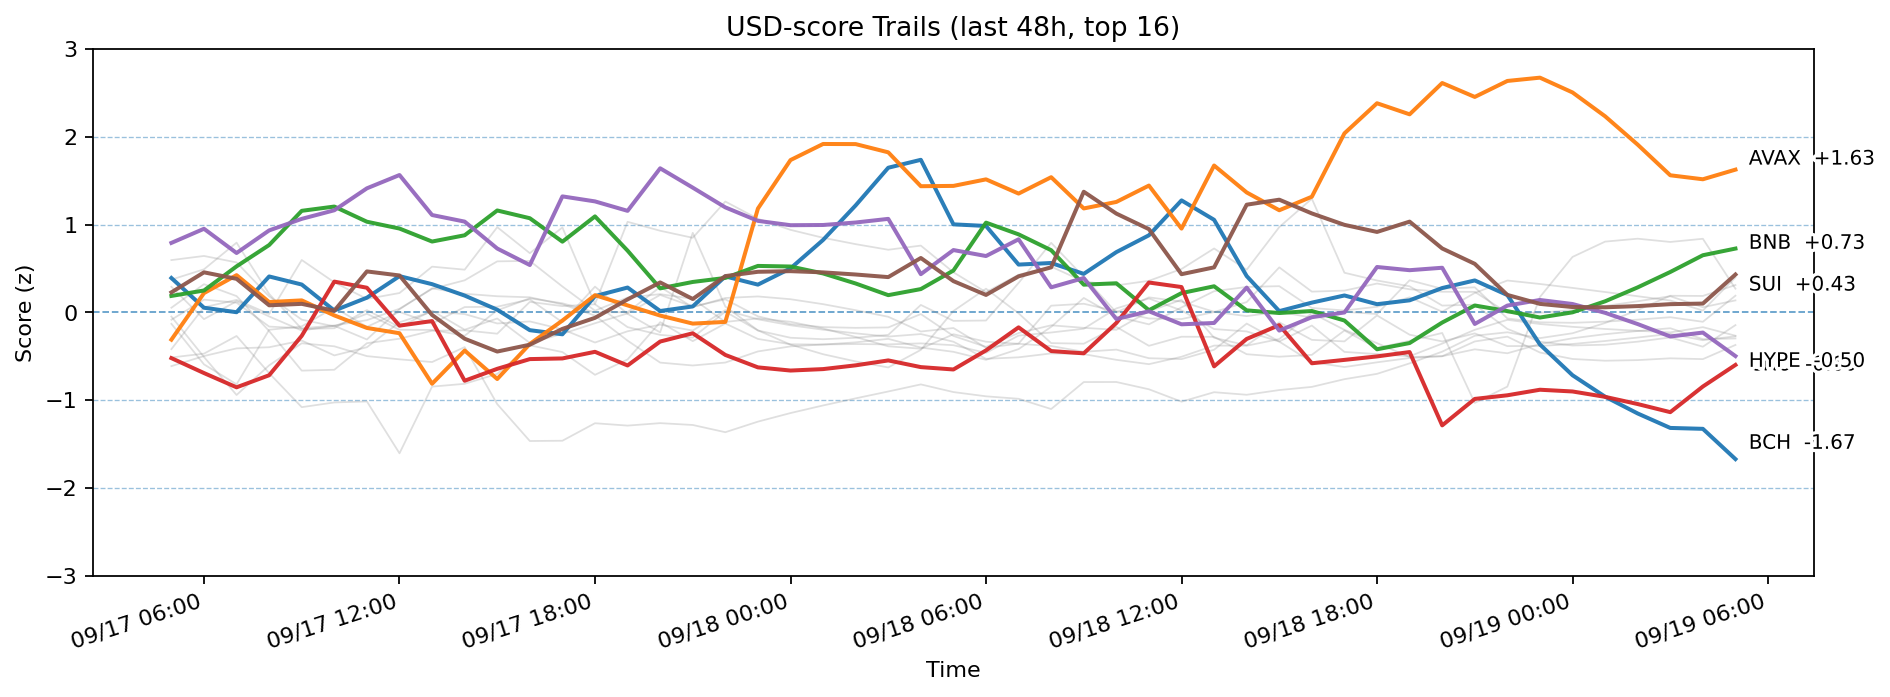 USD-score Trails (last 48h, top 16)
3
2
1
0
−1
−2
−3
Score (z)
AVAX +1.63
BNB +0.73
SUI +0.43
HYPE -0.50
BCH -1.67
09/17 06:00
09/17 12:00
09/17 18:00
09/18 00:00
09/18 06:00
09/18 12:00
09/18 18:00
09/19 00:00
09/19 06:00
Time